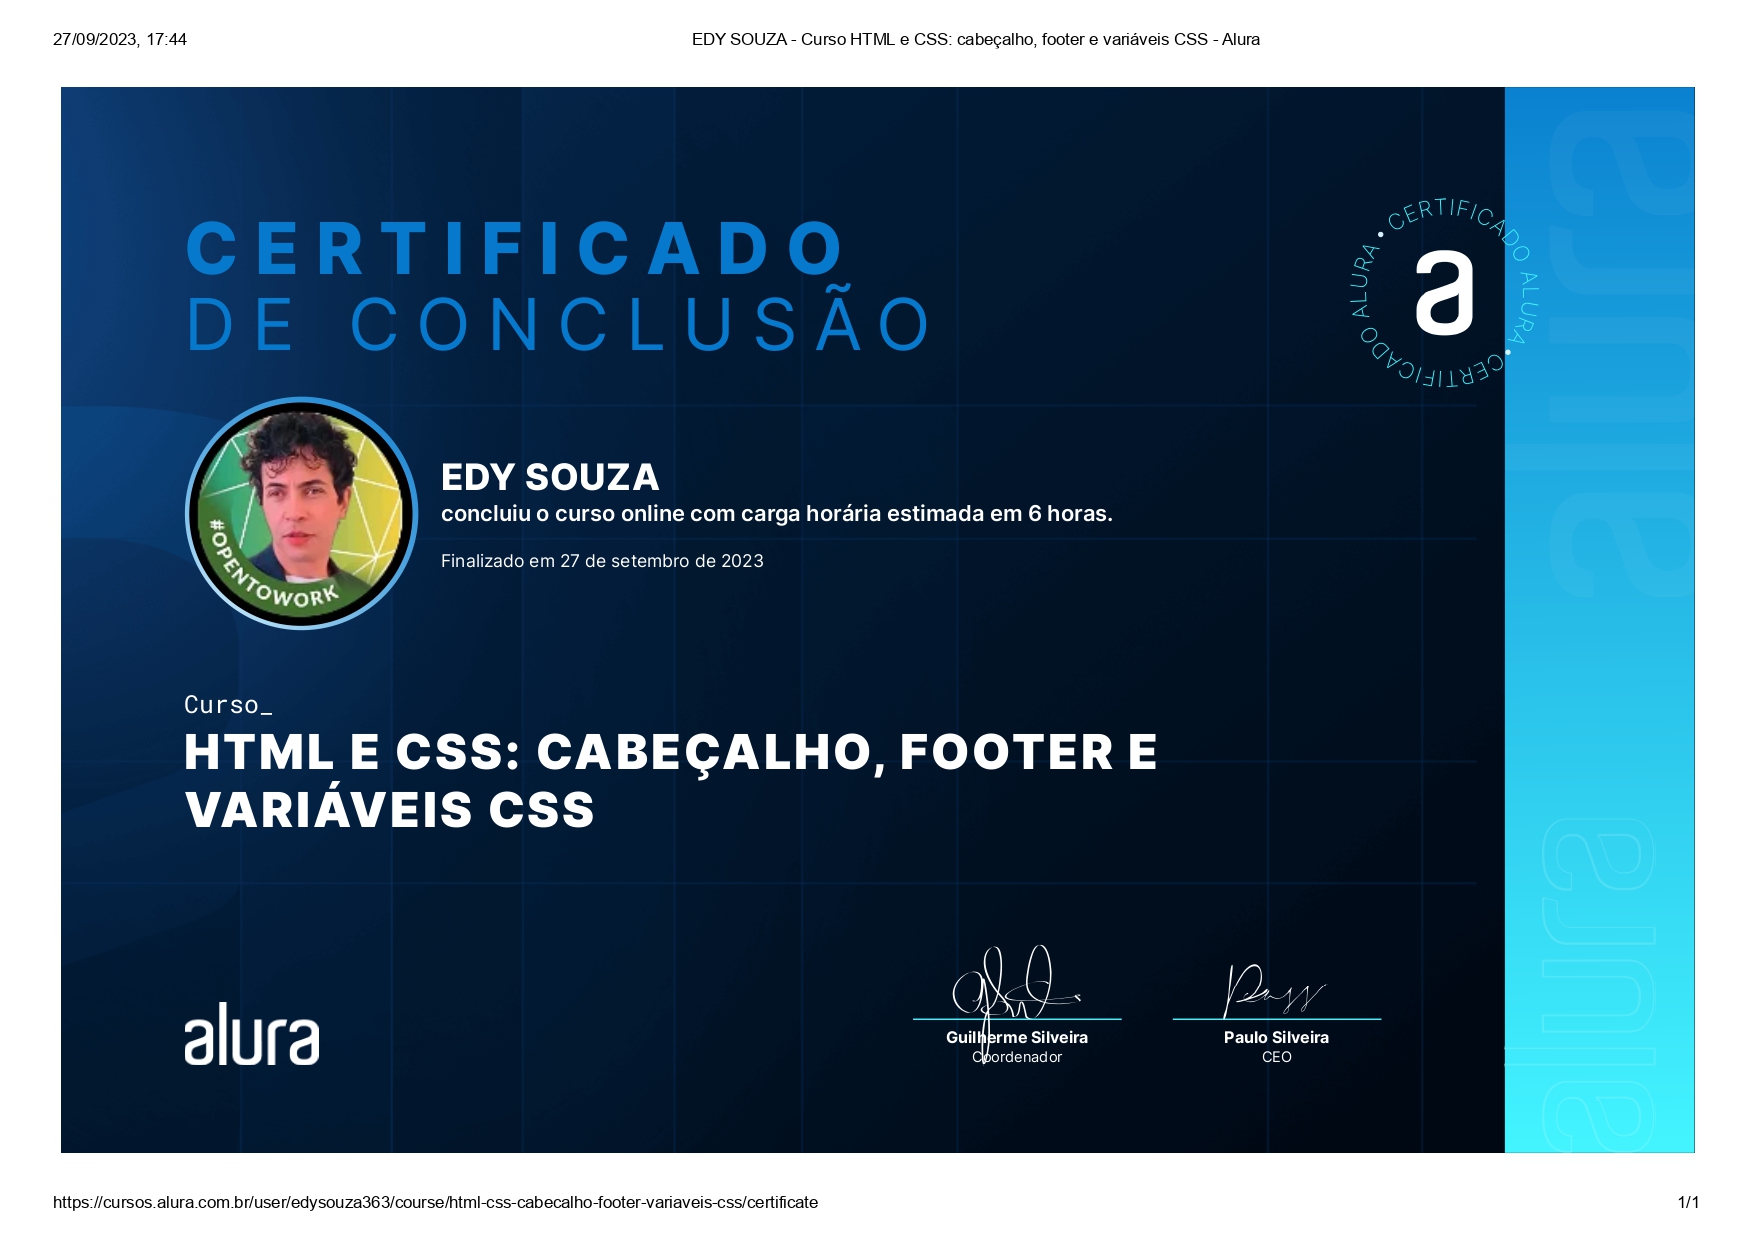 27/09/2023, 17:44
EDY SOUZA - Curso HTML e CSS: cabeçalho, footer e variáveis CSS - Alura
CERTIFICADO
DE CONCLUSÃO
CERTIFICADO ALURA • CERTIFICADO ALURA •
a
alura
EDY SOUZA
concluiu o curso online com carga horária estimada em 6 horas.
Finalizado em 27 de setembro de 2023
#OPENTOWORK
Curso_
HTML E CSS: CABEÇALHO, FOOTER E
VARIÁVEIS CSS
alura
alura
Guilherme Silveira
Coordenador
Paulo Silveira
CEO
https://cursos.alura.com.br/user/edysouza363/course/html-css-cabecalho-footer-variaveis-css/certificate
1/1